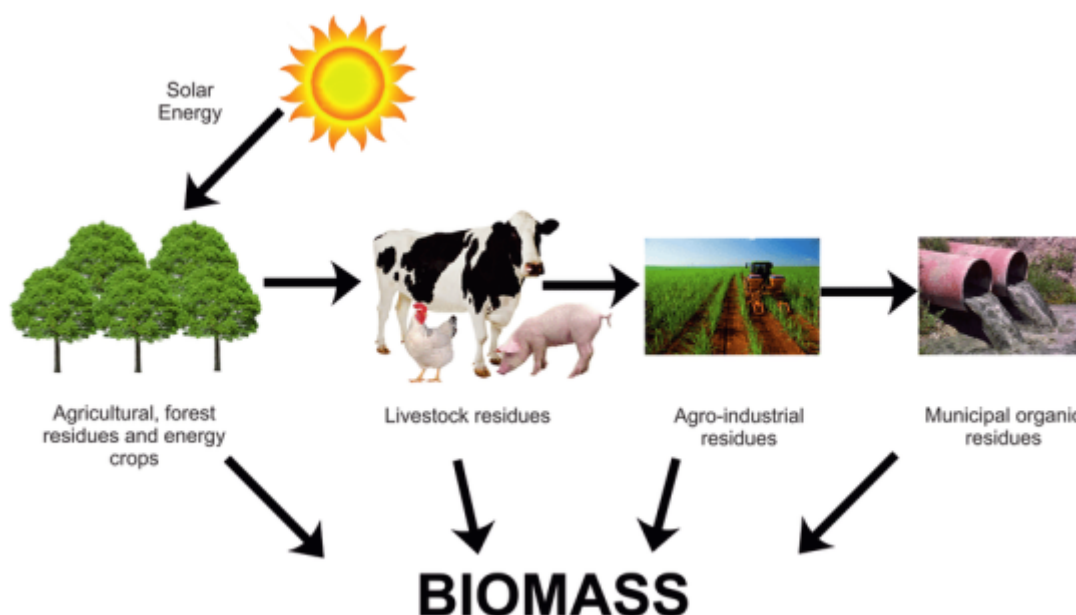 Solar
Energy
Agricultural, forest
residues and energy
crops
Livestock residues
Agro-industrial
residues
Municipal organic
residues
BIOMASS